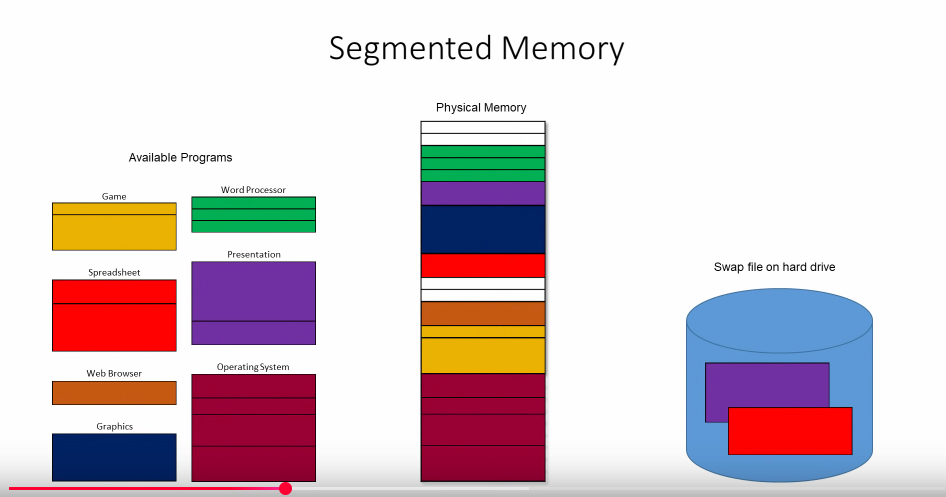 Segmented Memory
Physical Memory
Available Programs
Game
Word Processor
Presentation
Spreadsheet
Web Browser
Operating System
Graphics
Swap file on hard drive